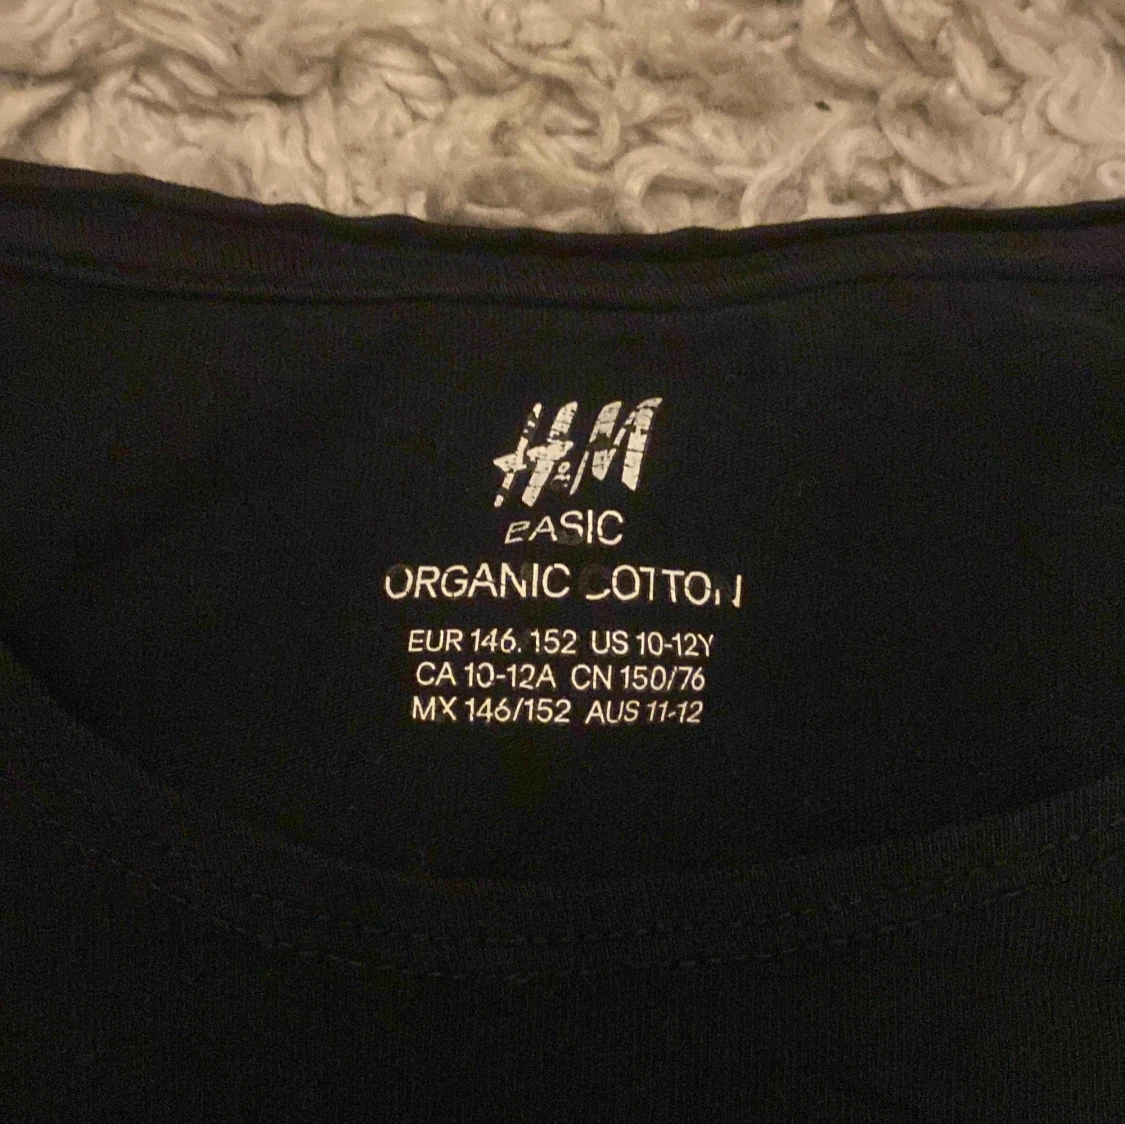 H&M
BASIC
ORGANIC COTTON
EUR 146/152 US 10-12Y
CA 10-12A CN 150/76
MX 146/152 AUS 11-12